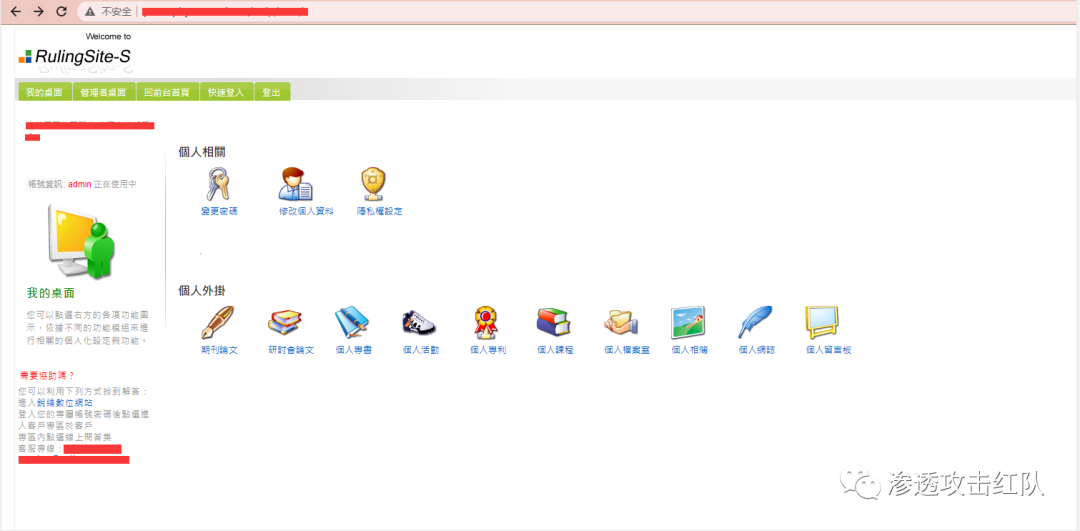 不安全
Welcome to
RulingSite-S
我的桌面 管理者桌面 回前台首頁 快速登入 登出
帳號資訊: admin 正在使用中
我的桌面
您可以點選右方的各項功能圖
示，依據不同的功能模組來進
行相關的個人化設定與功能。
需要協助嗎？
您可以利用下列方式找到解答：
進入銳綸數位網站
登入您的專屬帳號密碼後點選進
人客戶專區於客戶
專區內點選線上問答集
客服專線：
個人相關
變更密碼 修改個人資料 隱私權設定
個人外掛
期刊論文 研討會論文 個人專書 個人活動 個人專利 個人課程 個人檔案室 個人相簿 個人網誌 個人留言板
渗透攻击红队